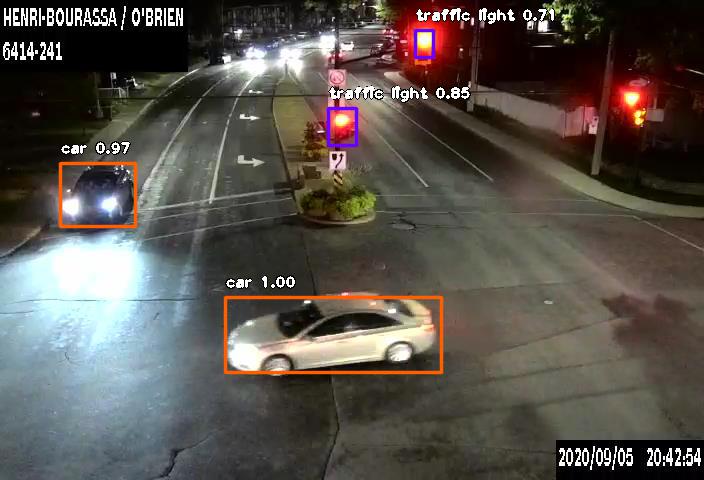 HENRI-BOURASSA / O'BRIEN
6414-241
traffic light 0.71
traffic light 0.85
car 0.97
car 1.00
2020/09/05 20:42:54